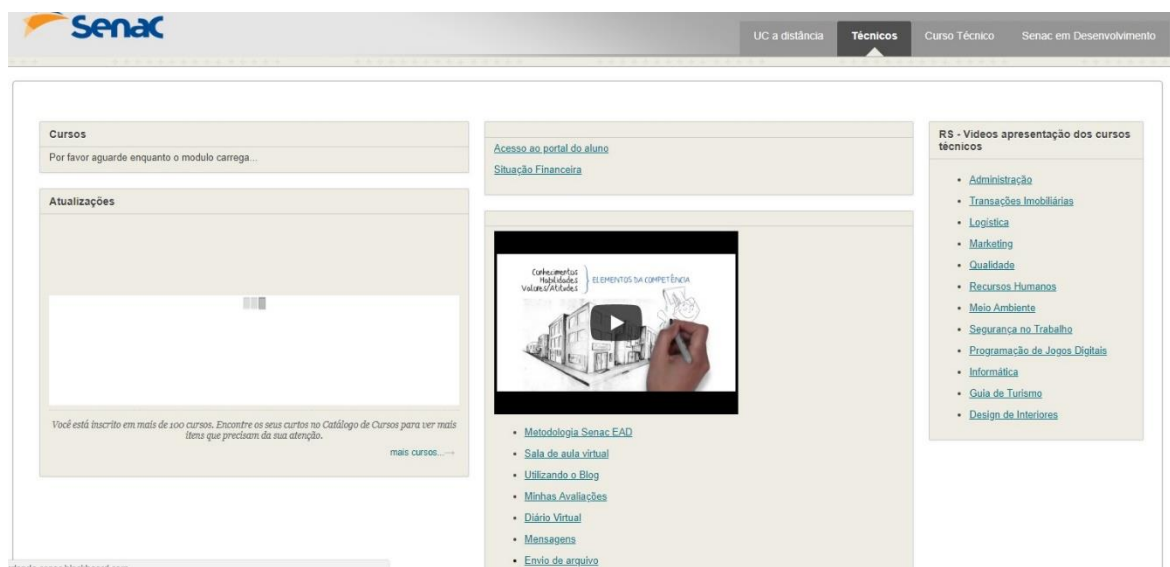 Senac
UC a distância
Técnicos
Curso Técnico
Senac em Desenvolvimento
Cursos
Por favor aguarde enquanto o modulo carrega...
Atualizações
Você está inscrito em mais de 100 cursos. Encontre os seus curtos no Catálogo de Cursos para ver mais
itens que precisam da sua atenção.
mais cursos...→
Acesso ao portal do aluno
Situação Financeira
Conhecimentos
Habilidades
Valores/Atitudes
ELEMENTOS DA COMPETÊNCIA
• Metodologia Senac EAD
• Sala de aula virtual
• Utilizando o Blog
• Minhas Avaliações
• Diário Virtual
• Mensagens
• Envio de arquivo
RS - Videos apresentação dos cursos
técnicos
• Administração
• Transações Imobiliárias
• Logística
• Marketing
• Qualidade
• Recursos Humanos
• Meio Ambiente
• Segurança no Trabalho
• Programação de Jogos Digitais
• Informática
• Guia de Turismo
• Design de Interiores